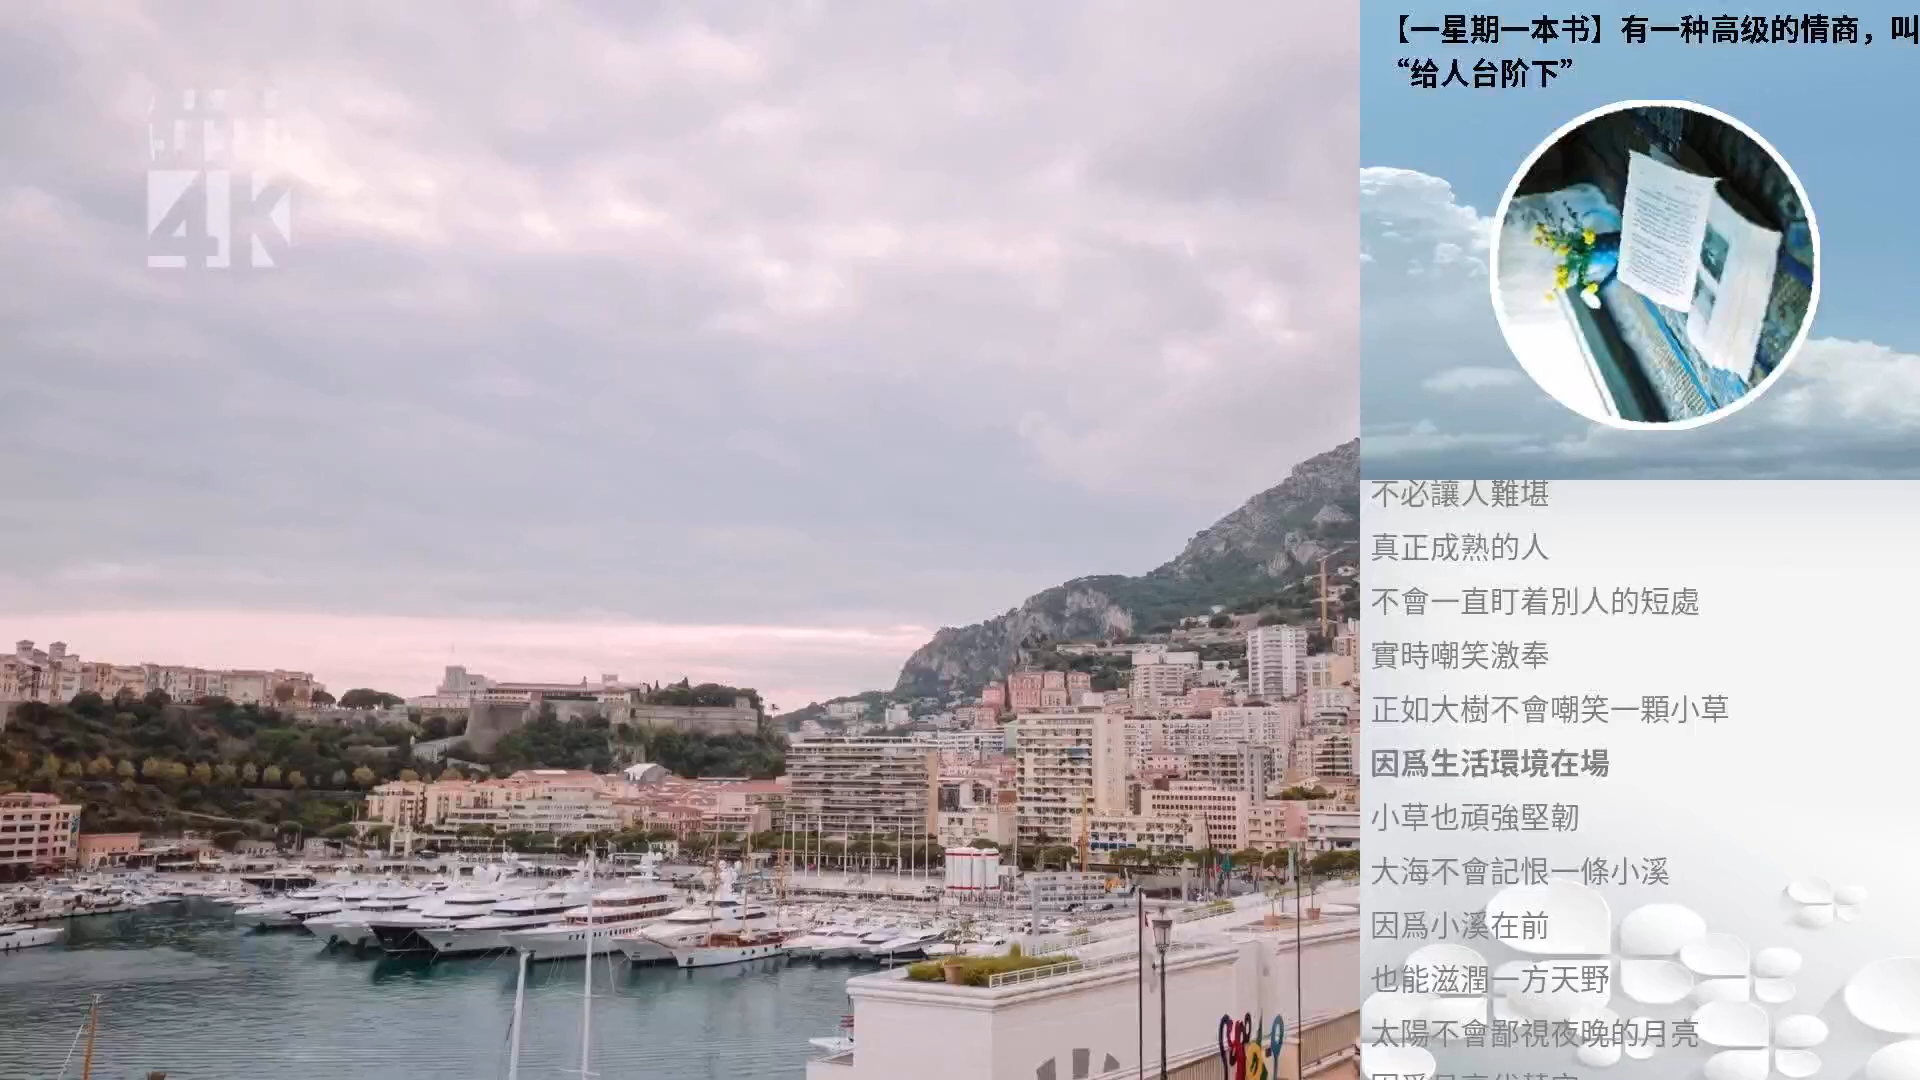 4K
【一星期一本书】有一种高级的情商，叫
“给人台阶下”
不必讓人難堪
真正成熟的人
不會一直盯着別人的短處
實時嘲笑激奉
正如大樹不會嘲笑一顆小草
因爲生活環境在場
小草也頑強堅韌
大海不會記恨一條小溪
因爲小溪在前
也能滋潤一方天野
太陽不會鄙視夜晚的月亮